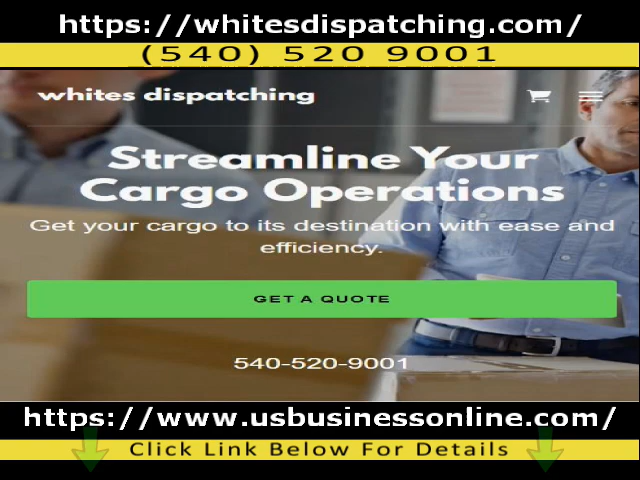 https://whitesdispatching.com/
(540) 520 9001
whites dispatching
Streamline Your
Cargo Operations
Get your cargo to its destination with ease and
efficiency.
GET A QUOTE
540-520-9001
https://www.usbusinessonline.com/
Click Link Below For Details